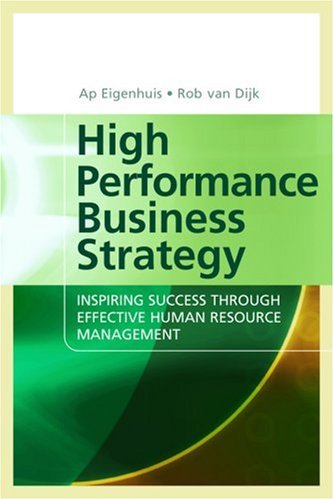 Ap Eigenhuis • Rob van Dijk
High
Performance
Business
Strategy
INSPIRING SUCCESS THROUGH
EFFECTIVE HUMAN RESOURCE
MANAGEMENT